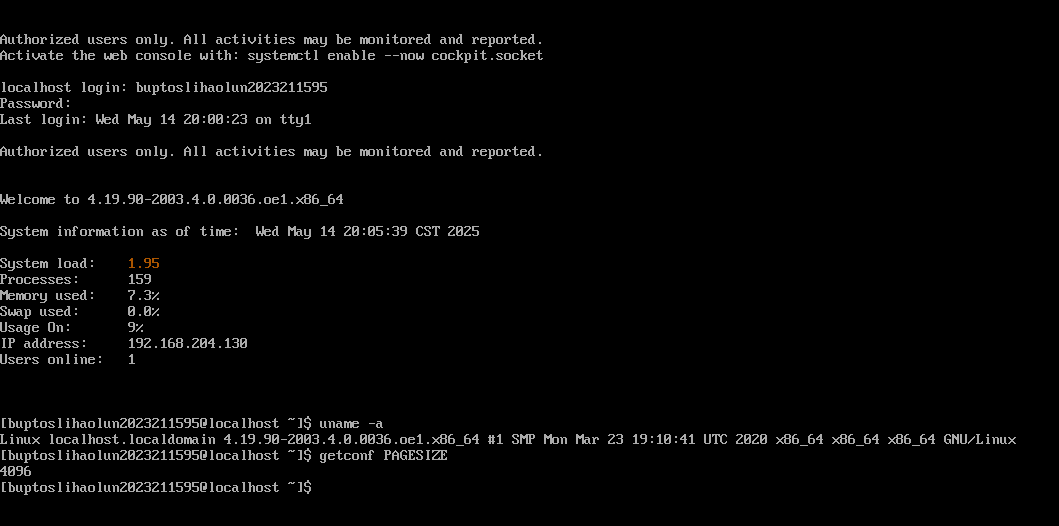 Authorized users only. All activities may be monitored and reported.
Activate the web console with: systemctl enable --now cockpit.socket
localhost login: buptoslihaolun2023211595
Password:
Last login: Wed May 14 20:00:23 on tty1
Authorized users only. All activities may be monitored and reported.
Welcome to 4.19.90-2003.4.0.0036.oe1.x86_64
System information as of time:  Wed May 14 20:05:39 CST 2025
System load:    1.95
Processes:      159
Memory used:    7.3%
Swap used:      0.0%
Usage On:       9%
IP address:     192.168.204.130
Users online:   1
[buptoslihaolun2023211595@localhost ~]$ uname -a
Linux localhost.localdomain 4.19.90-2003.4.0.0036.oe1.x86_64 #1 SMP Mon Mar 23 19:10:41 UTC 2020 x86_64 x86_64 x86_64 GNU/Linux
[buptoslihaolun2023211595@localhost ~]$ getconf PAGESIZE
4096
[buptoslihaolun2023211595@localhost ~]$